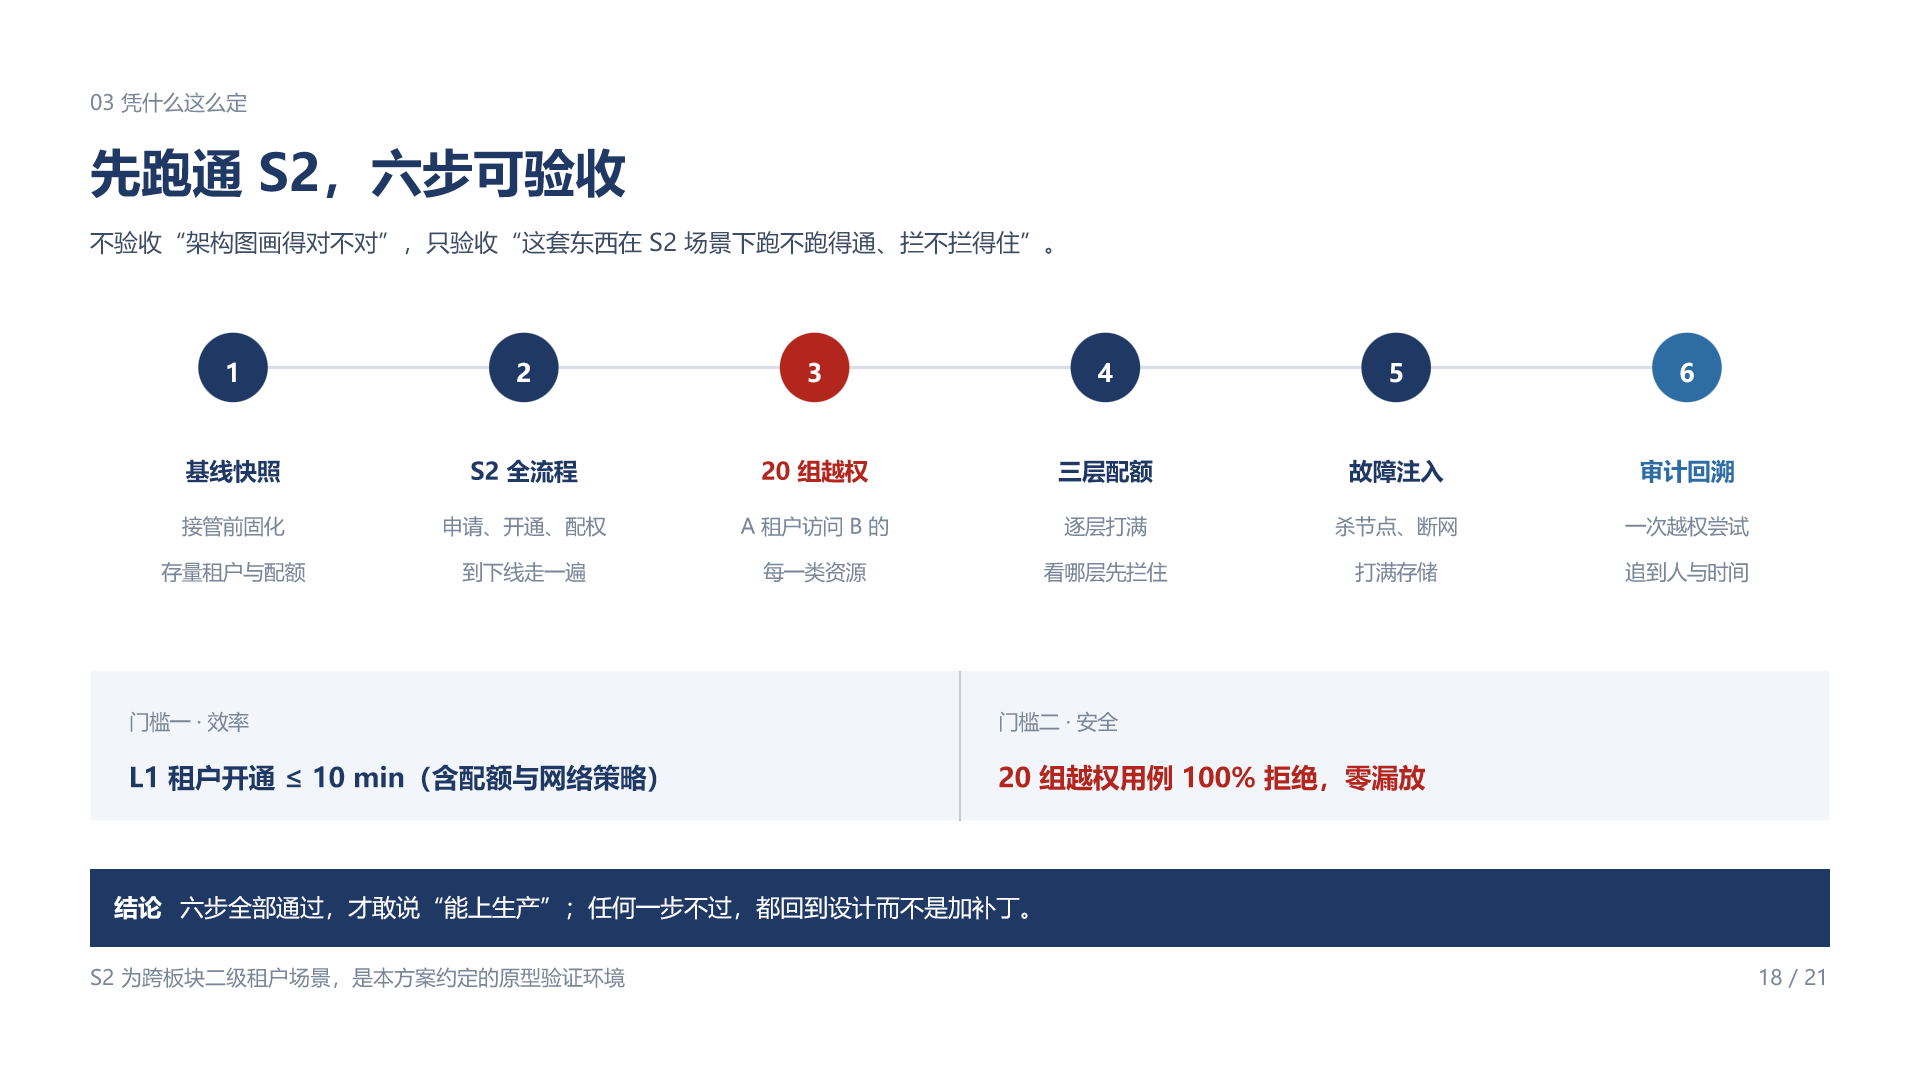 03 凭什么这么定
先跑通 S2，六步可验收
不验收“架构图画得对不对”，只验收“这套东西在 S2 场景下跑不跑得通、拦不拦得住”。
1
2
3
4
5
6
基线快照
S2 全流程
20 组越权
三层配额
故障注入
审计回溯
接管前固化
申请、开通、配权
A 租户访问 B 的
逐层打满
杀节点、断网
一次越权尝试
存量租户与配额
到下线走一遍
每一类资源
看哪层先拦住
打满存储
追到人与时间
门槛一 · 效率
L1 租户开通 ≤ 10 min（含配额与网络策略）
门槛二 · 安全
20 组越权用例 100% 拒绝，零漏放
结论 六步全部通过，才敢说“能上生产”；任何一步不过，都回到设计而不是加补丁。
S2 为跨板块二级租户场景，是本方案约定的原型验证环境
18 / 21